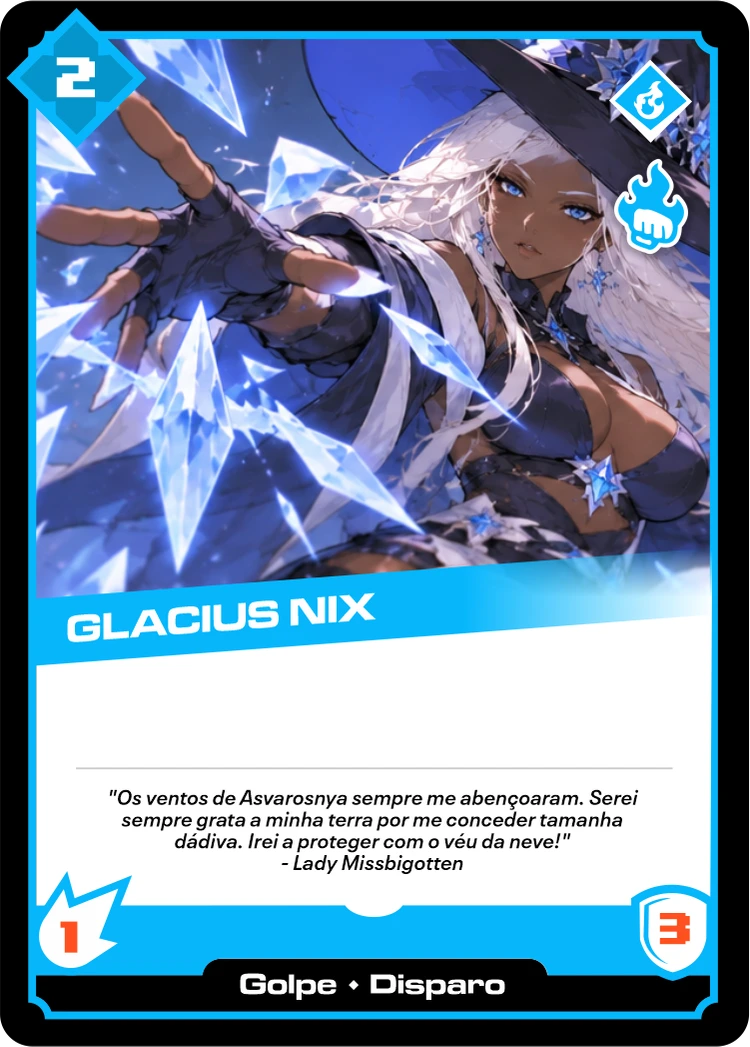 2
GLACIUS NIX
"Os ventos de Asvarosnya sempre me abençoaram. Serei
sempre grata a minha terra por me conceder tamanha
dádiva. Irei a proteger com o véu da neve!"
- Lady Missbigotten
1
3
Golpe • Disparo